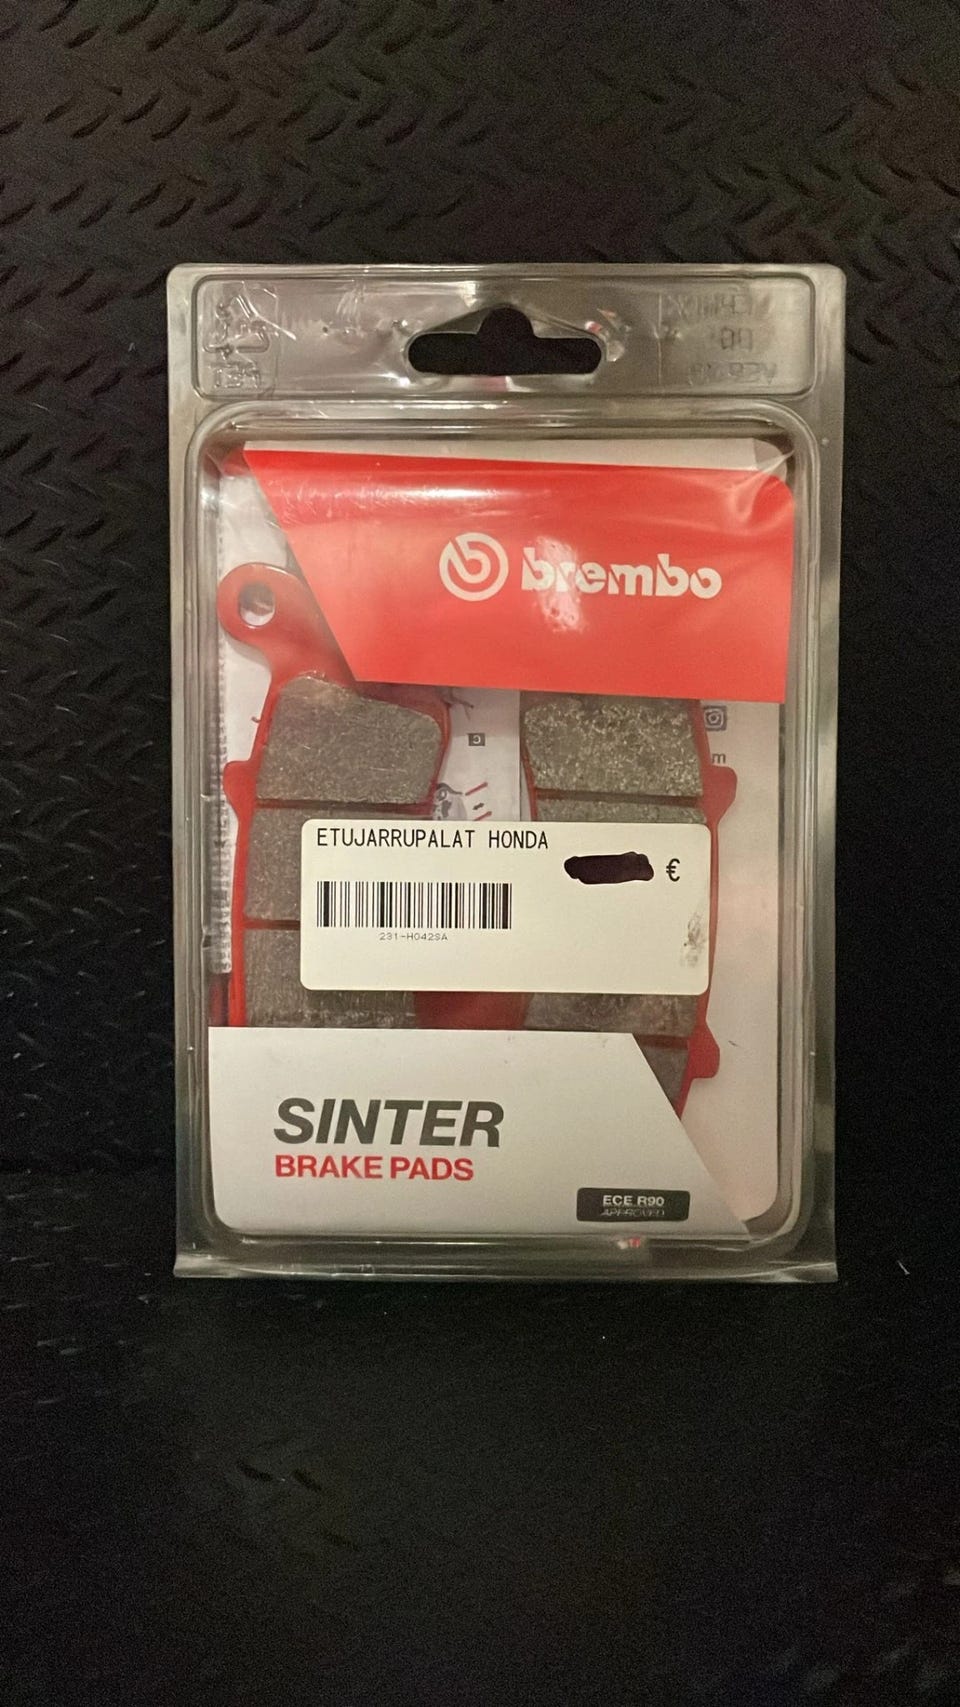 brembo
m
c
ETUJARRUPALAT HONDA
€
231-H042SA
SINTER
BRAKE PADS
ECE R90
APPROVED